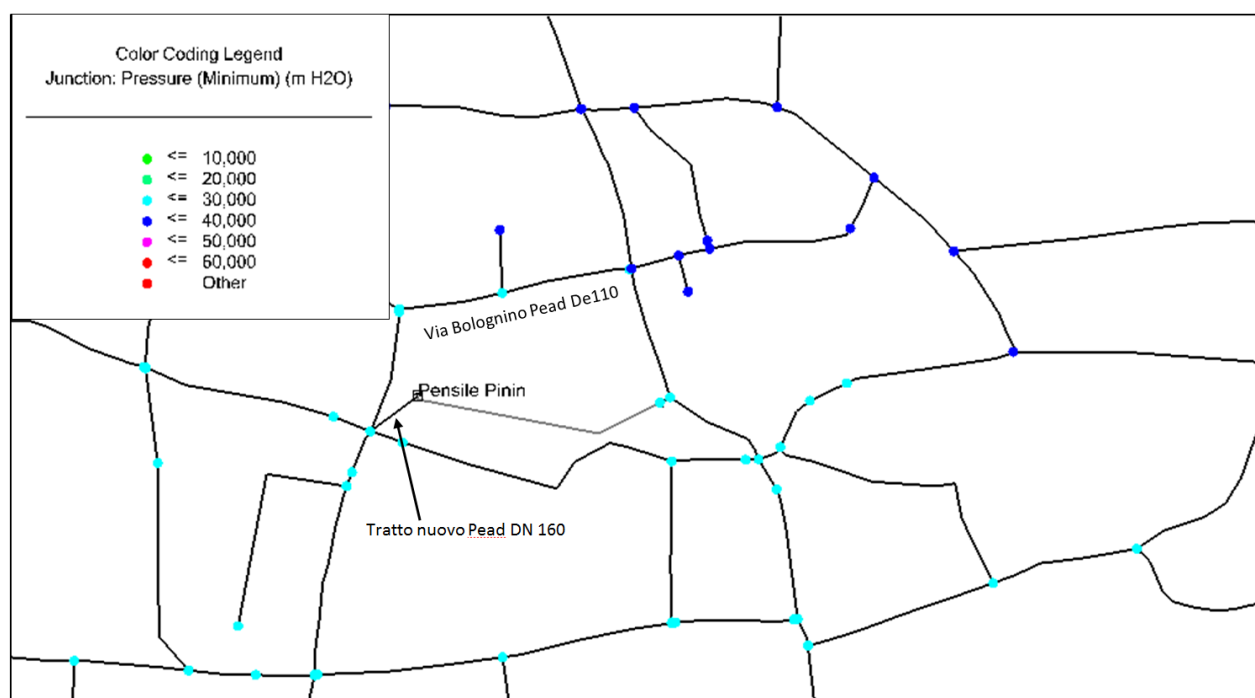 Color Coding Legend
Junction: Pressure (Minimum) (m H2O)
<= 10,000
<= 20,000
<= 30,000
<= 40,000
<= 50,000
<= 60,000
Other
Via Bolognino Pead De110
Pensile Pinin
Tratto nuovo Pead DN 160